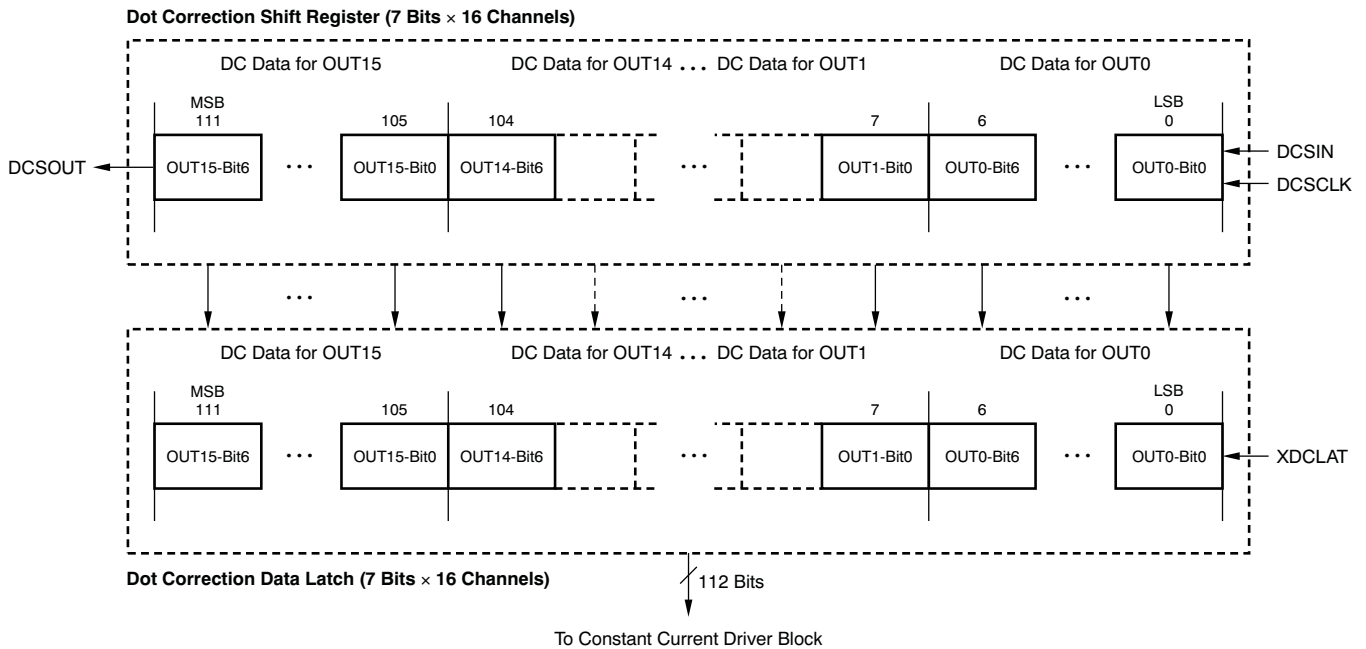 Dot Correction Shift Register (7 Bits × 16 Channels)
DC Data for OUT15 DC Data for OUT14 ... DC Data for OUT1 DC Data for OUT0
MSB LSB
111 105 104 7 6 0
DCSOUT OUT15-Bit6 ... OUT15-Bit0 OUT14-Bit6 ... OUT1-Bit0 OUT0-Bit6 ... OUT0-Bit0 DCSIN
DCSCLK
... ... ...
DC Data for OUT15 DC Data for OUT14 ... DC Data for OUT1 DC Data for OUT0
MSB LSB
111 105 104 7 6 0
OUT15-Bit6 ... OUT15-Bit0 OUT14-Bit6 ... OUT1-Bit0 OUT0-Bit6 ... OUT0-Bit0 XDCLAT
Dot Correction Data Latch (7 Bits × 16 Channels)
112 Bits
To Constant Current Driver Block